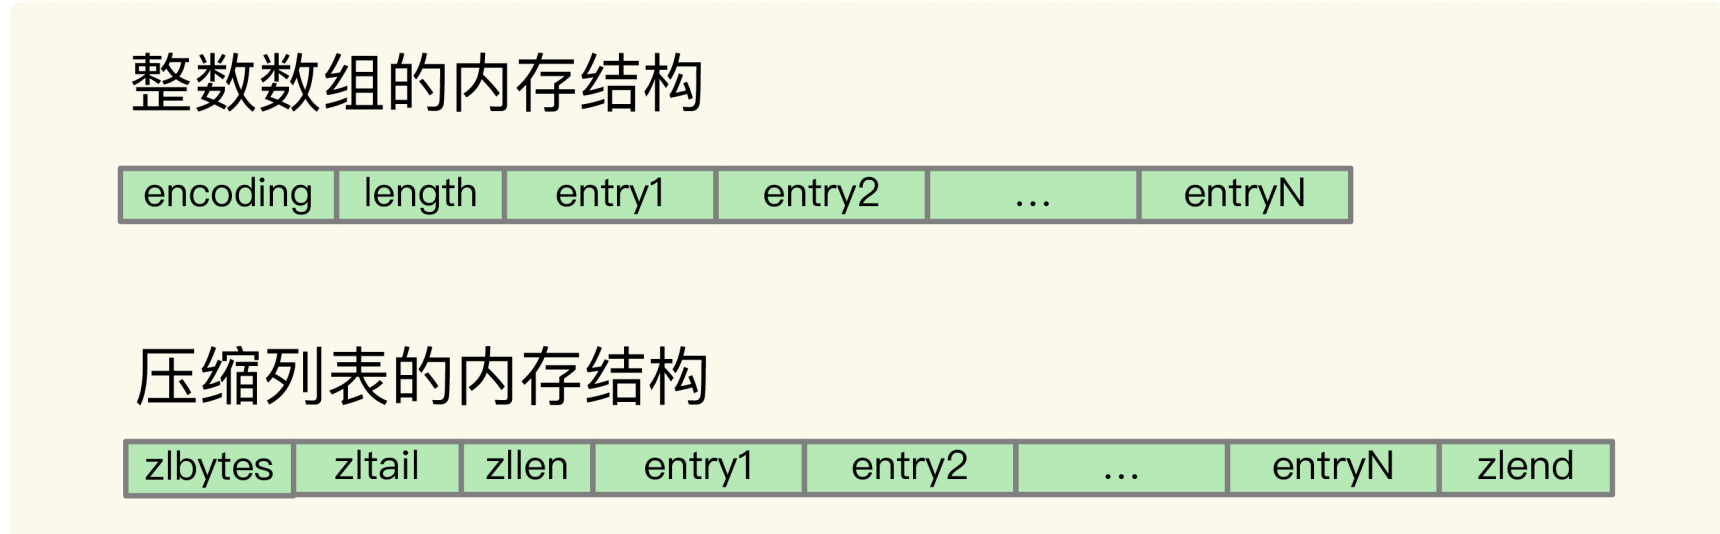 整数数组的内存结构
encoding length entry1 entry2 ... entryN
压缩列表的内存结构
zlbytes zltail zllen entry1 entry2 ... entryN zlend